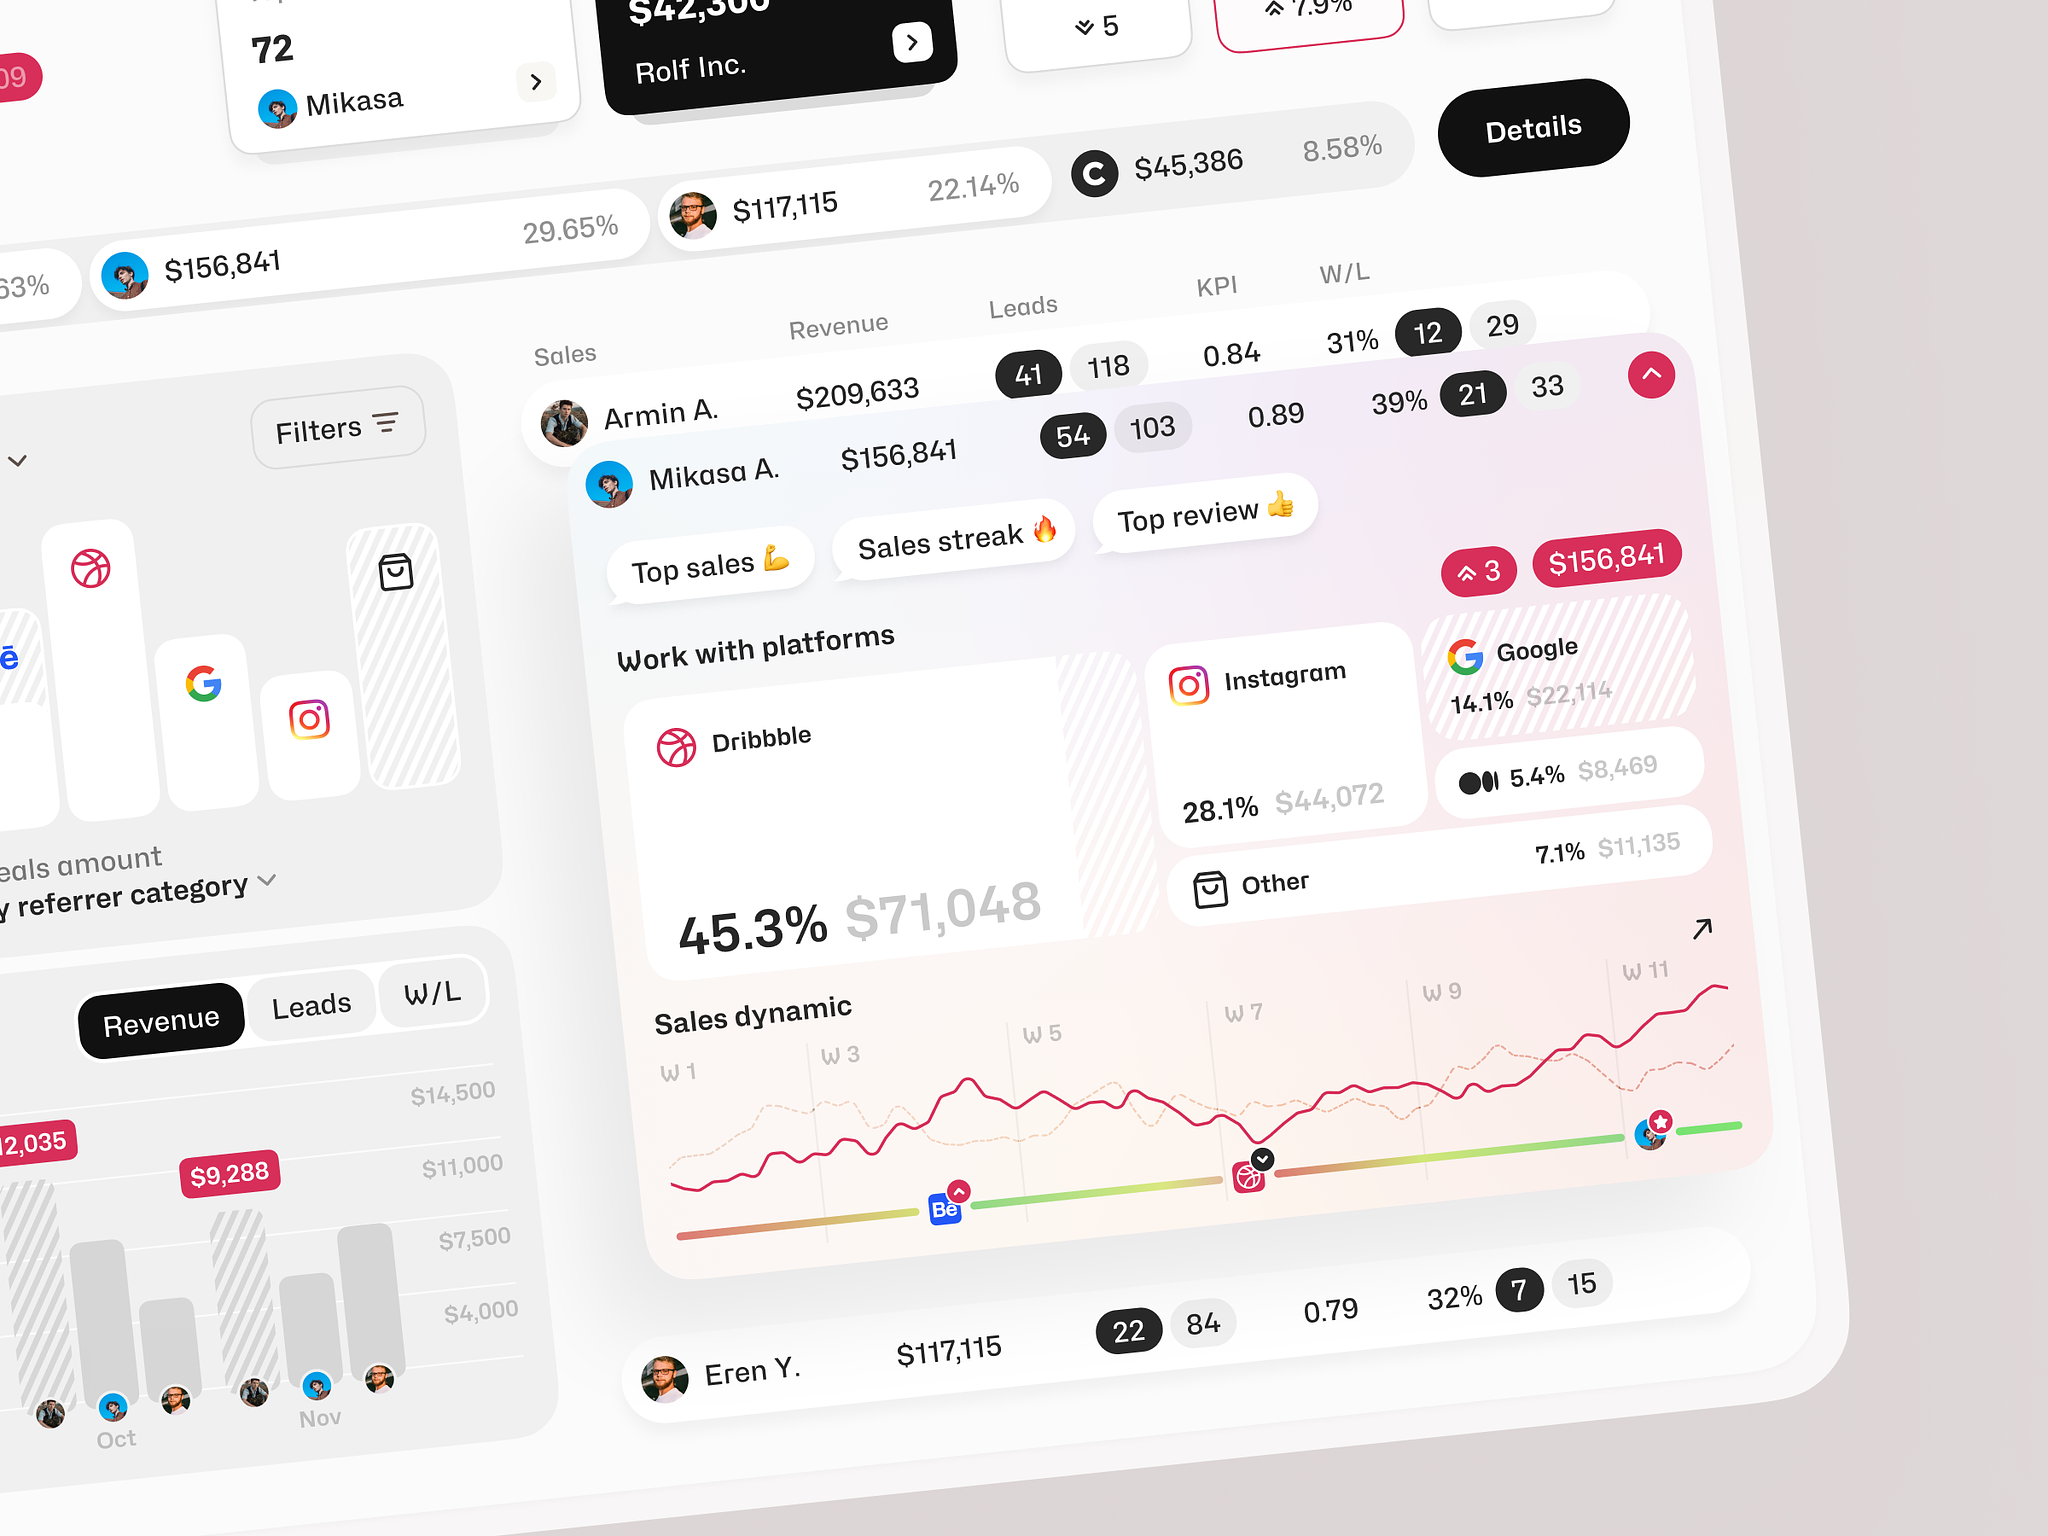 72
Mikasa
$42,300
Rolf Inc.
5
7.9%
09
63%
$156,841 29.65%
$117,115 22.14%
C $45,386 8.58%
Details
Filters
Sales Revenue Leads KPI W/L
Armin A. $209,633 41 118 0.84 31% 12 29
Mikasa A. $156,841 54 103 0.89 39% 21 33
Top sales 💪
Sales streak 🔥
Top review 👍
3 $156,841
Work with platforms
Dribbble
45.3% $71,048
Instagram
28.1% $44,072
Google
14.1% $22,114
5.4% $8,469
Other 7.1% $11,135
Sales dynamic
W 1 W 3 W 5 W 7 W 9 W 11
Bē
Eren Y. $117,115 22 84 0.79 32% 7 15
ē
eals amount
y referrer category
Revenue Leads W/L
$14,500
$11,000
$7,500
$4,000
12,035
$9,288
Oct
Nov